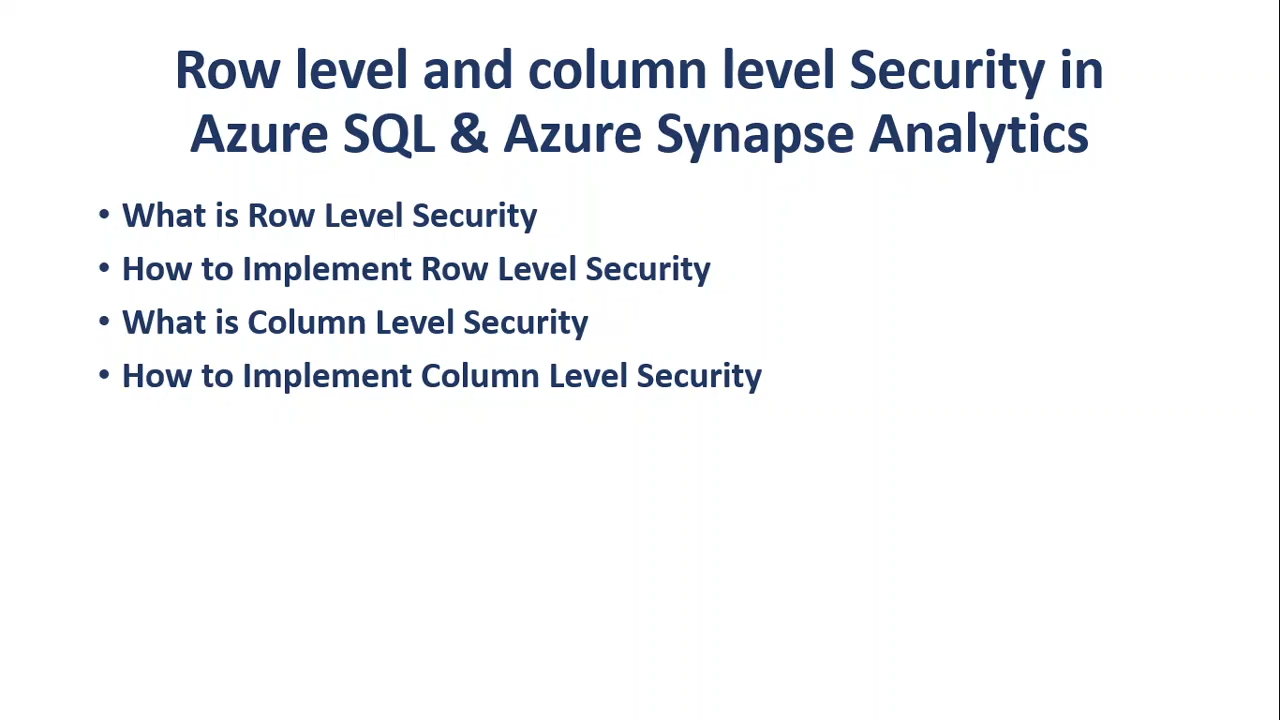 Row level and column level Security in
Azure SQL & Azure Synapse Analytics
• What is Row Level Security
• How to Implement Row Level Security
• What is Column Level Security
• How to Implement Column Level Security